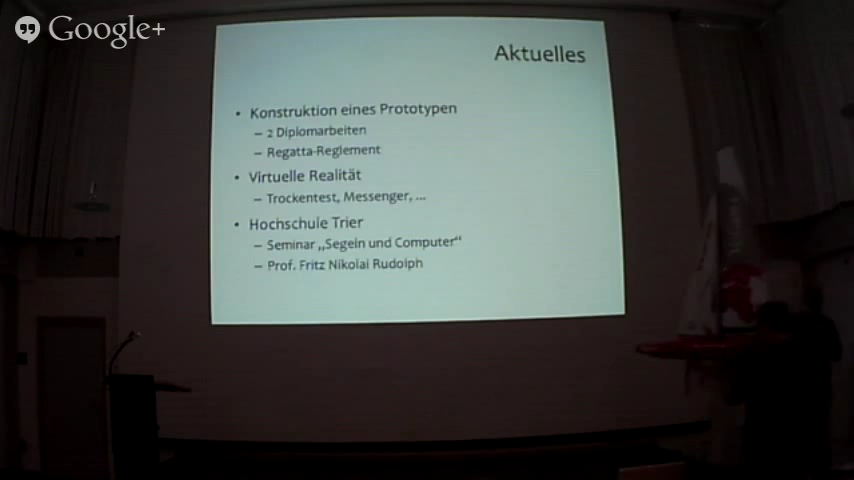 Google+
Aktuelles
• Konstruktion eines Prototypen
– 2 Diplomarbeiten
– Regatta-Reglement
• Virtuelle Realität
– Trockentest, Messenger, ...
• Hochschule Trier
– Seminar „Segeln und Computer“
– Prof. Fritz Nikolai Rudolph